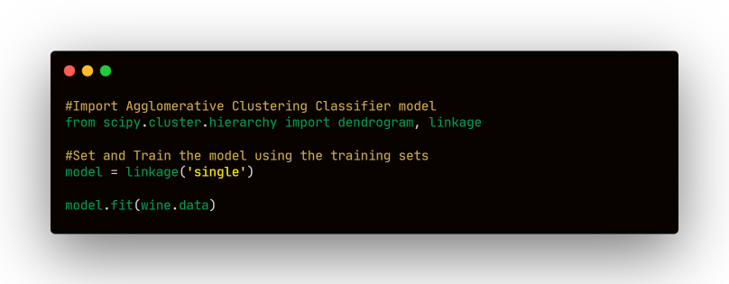 #Import Agglomerative Clustering Classifier model
from scipy.cluster.hierarchy import dendrogram, linkage
#Set and Train the model using the training sets
model = linkage('single')
model.fit(wine.data)